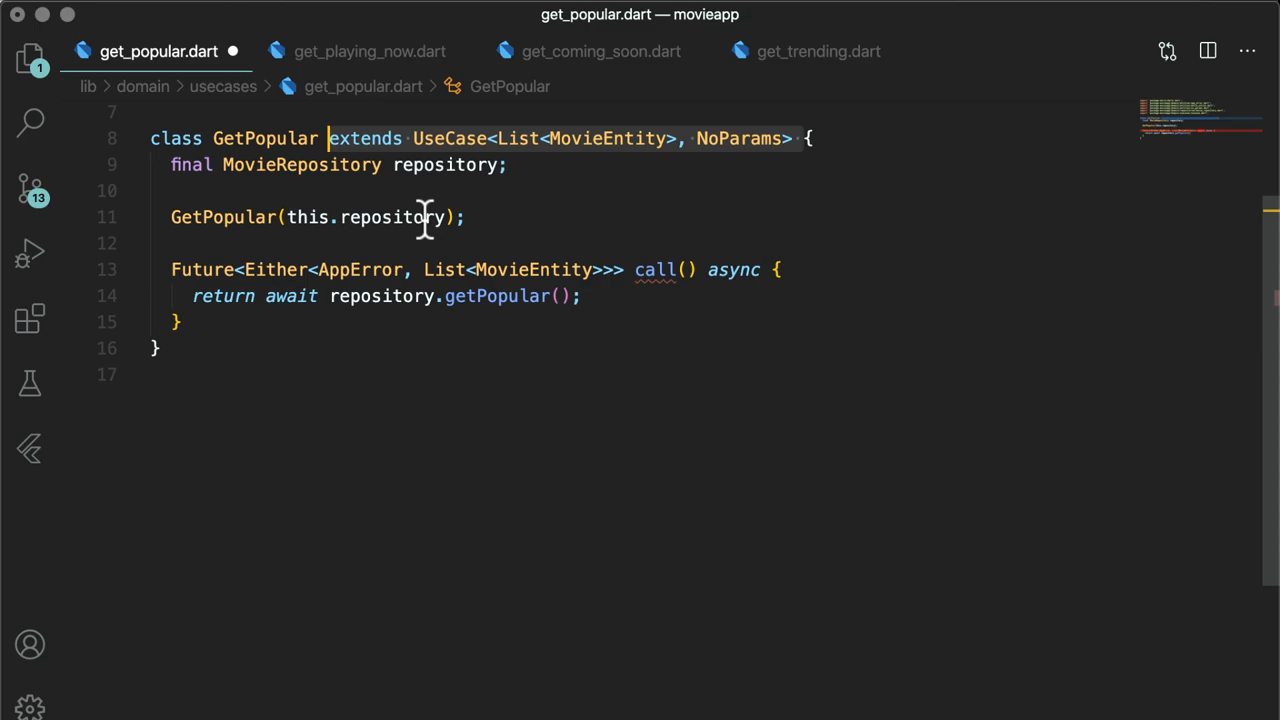 get_popular.dart — movieapp
get_popular.dart get_playing_now.dart get_coming_soon.dart get_trending.dart
1
lib > domain > usecases > get_popular.dart > GetPopular
7
8 class GetPopular extends UseCase<List<MovieEntity>, NoParams> {
9 final MovieRepository repository;
10
11 GetPopular(this.repository);
12
13 Future<Either<AppError, List<MovieEntity>>> call() async {
14 return await repository.getPopular();
15 }
16 }
17
13